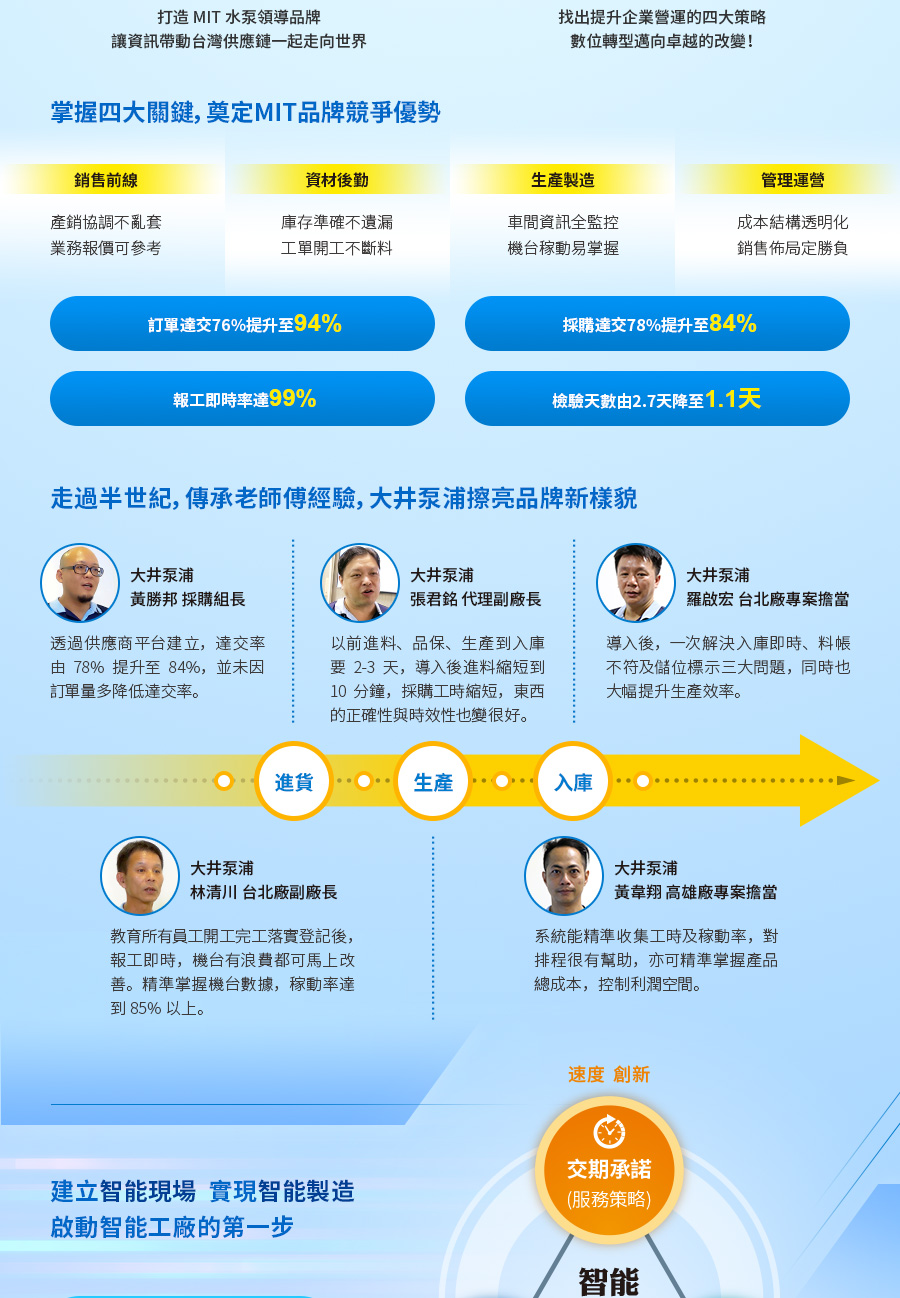 打造 MIT 水泵領導品牌
讓資訊帶動台灣供應鏈一起走向世界
找出提升企業營運的四大策略
數位轉型邁向卓越的改變！
掌握四大關鍵，奠定MIT品牌競爭優勢
銷售前線
產銷協調不亂套
業務報價可參考
資材後勤
庫存準確不遺漏
工單開工不斷料
生產製造
車間資訊全監控
機台稼動易掌握
管理運營
成本結構透明化
銷售佈局定勝負
訂單達交76%提升至94%
採購達交78%提升至84%
報工即時率達99%
檢驗天數由2.7天降至1.1天
走過半世紀，傳承老師傅經驗，大井泵浦擦亮品牌新樣貌
大井泵浦
黃勝邦 採購組長
透過供應商平台建立，達交率
由 78% 提升至 84%，並未因
訂單量多降低達交率。
大井泵浦
張君銘 代理副廠長
以前進料、品保、生產到入庫
要 2-3 天，導入後進料縮短到
10 分鐘，採購工時縮短，東西
的正確性與時效性也變很好。
大井泵浦
羅啟宏 台北廠專案擔當
導入後，一次解決入庫即時、料帳
不符及儲位標示三大問題，同時也
大幅提升生產效率。
進貨
生產
入庫
大井泵浦
林清川 台北廠副廠長
教育所有員工開工完工落實登記後，
報工即時，機台有浪費都可馬上改
善。精準掌握機台數據，稼動率達
到 85% 以上。
大井泵浦
黃韋翔 高雄廠專案擔當
系統能精準收集工時及稼動率，對
排程很有幫助，亦可精準掌握產品
總成本，控制利潤空間。
速度 創新
交期承諾
(服務策略)
建立智能現場 實現智能製造
啟動智能工廠的第一步
智能